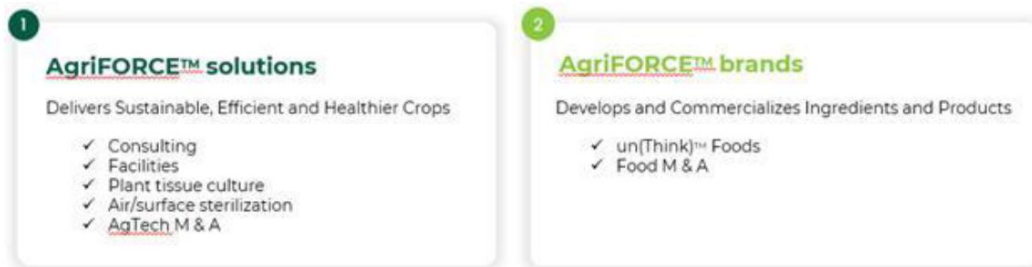 1
AgriFORCE™ solutions
Delivers Sustainable, Efficient and Healthier Crops
✓ Consulting
✓ Facilities
✓ Plant tissue culture
✓ Air/surface sterilization
✓ AgTech M & A
2
AgriFORCE™ brands
Develops and Commercializes Ingredients and Products
✓ un(Think)™ Foods
✓ Food M & A